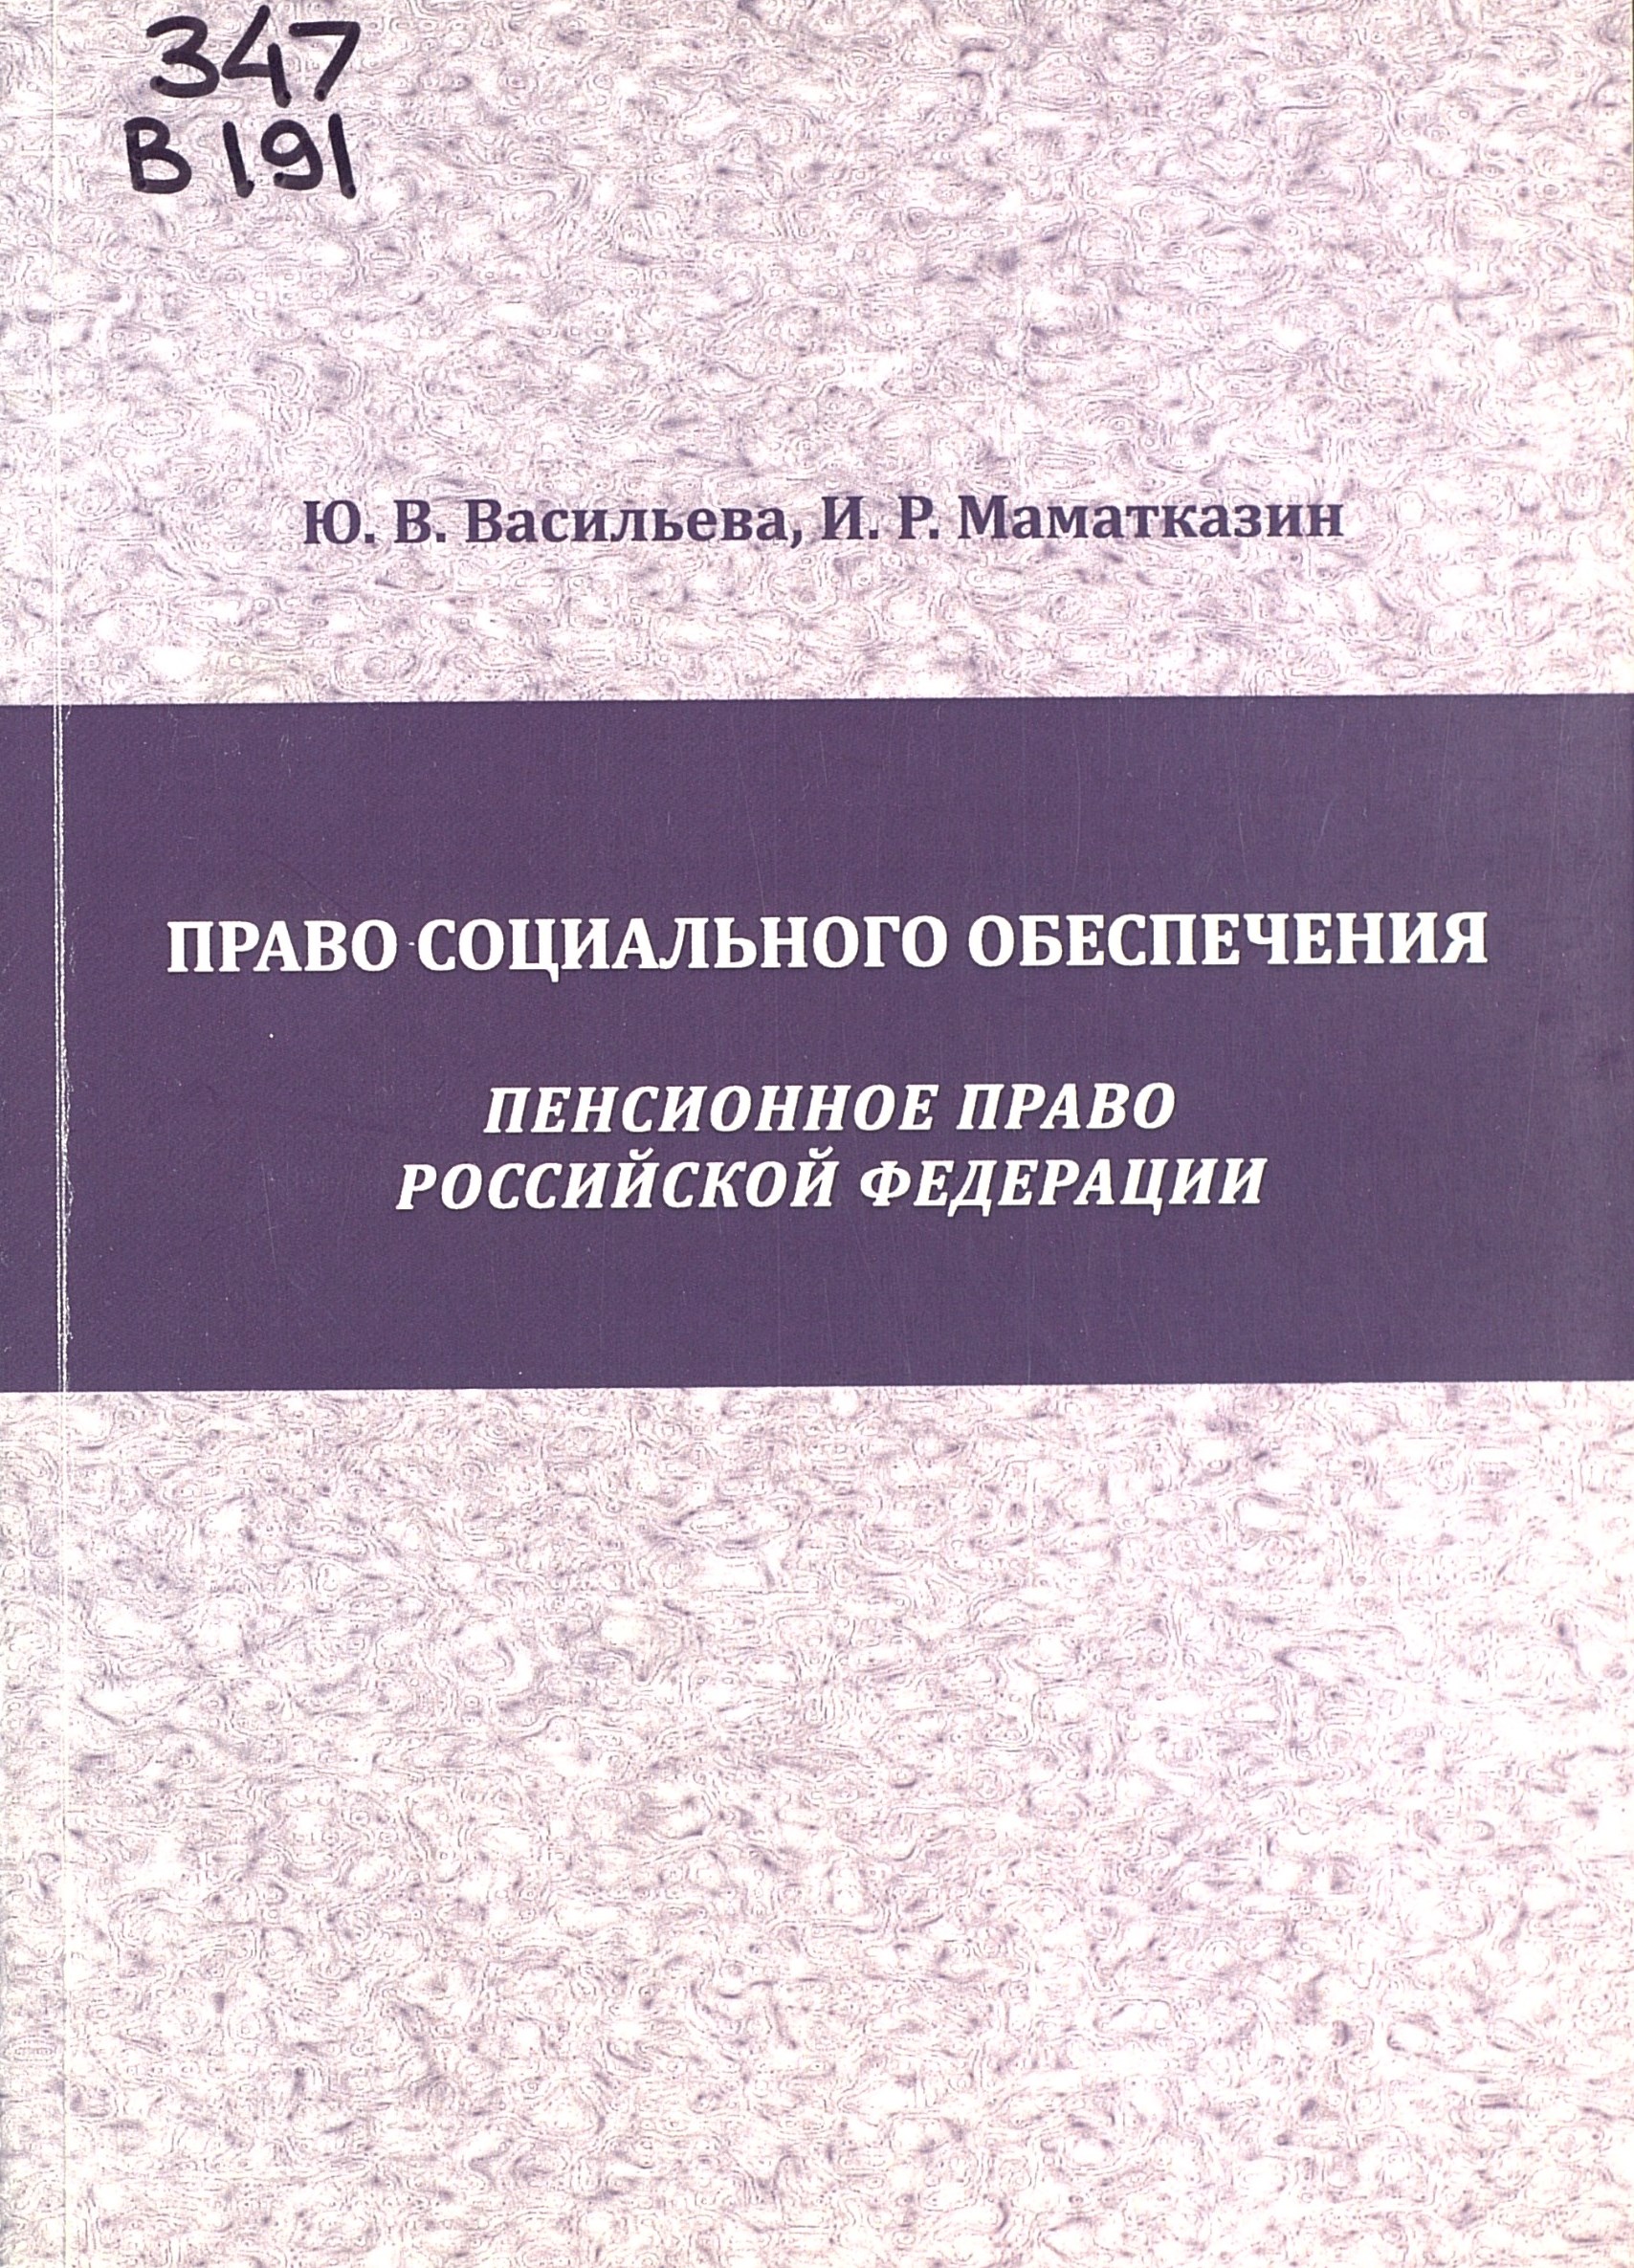 347
В 191
Ю. В. Васильева, И. Р. Маматказин
ПРАВО СОЦИАЛЬНОГО ОБЕСПЕЧЕНИЯ
ПЕНСИОННОЕ ПРАВО
РОССИЙСКОЙ ФЕДЕРАЦИИ